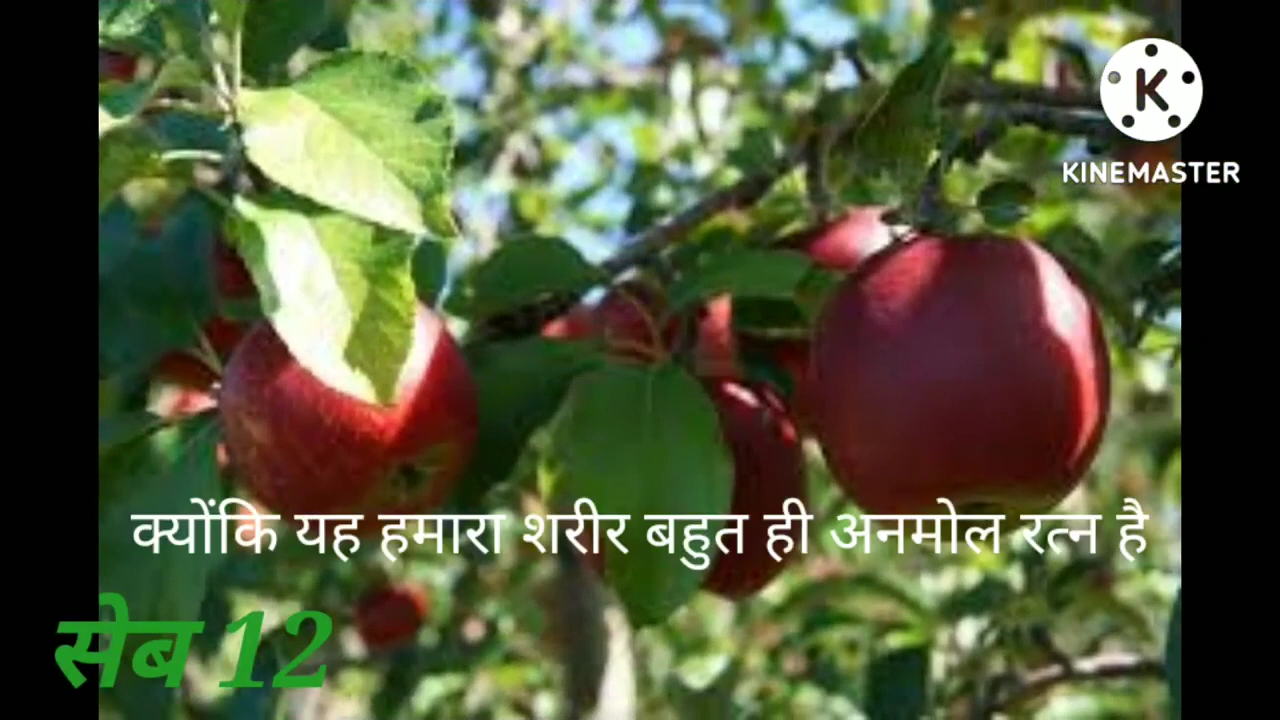 K
KINEMASTER
क्योंकि यह हमारा शरीर बहुत ही अनमोल रत्न है
सेब 12